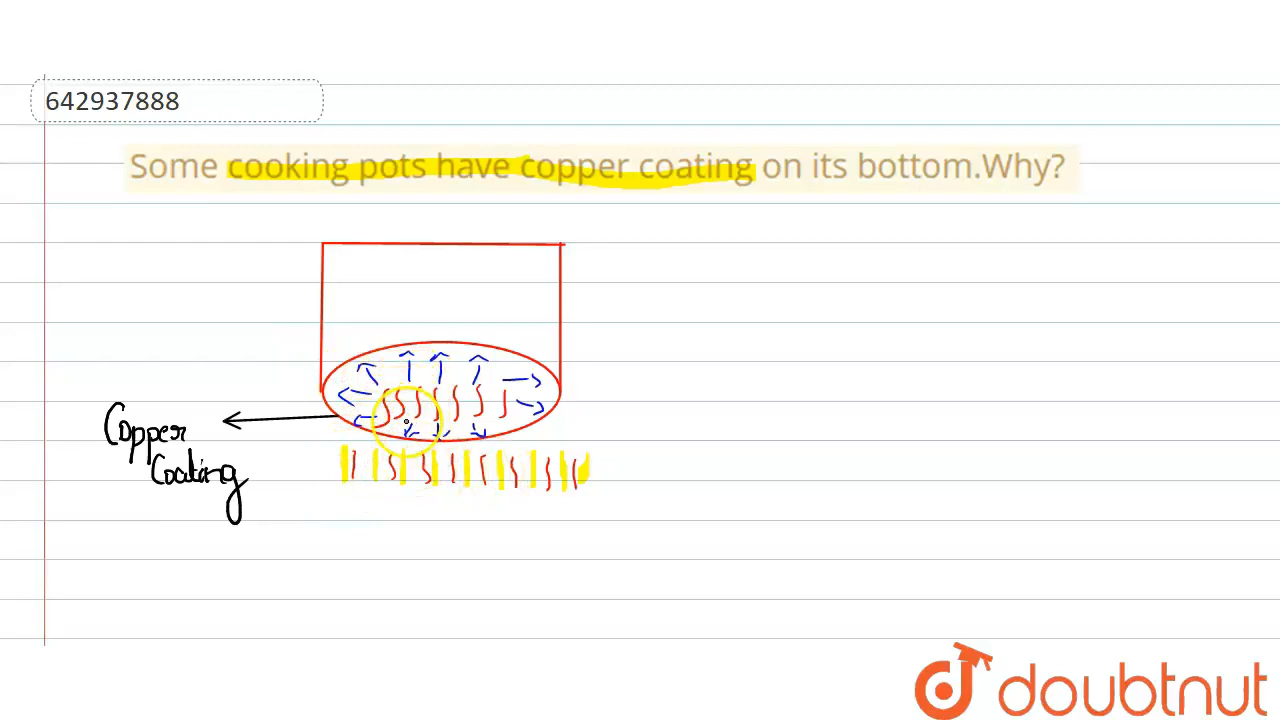 642937888
Some cooking pots have copper coating on its bottom.Why?
Copper
Coating
doubtnut